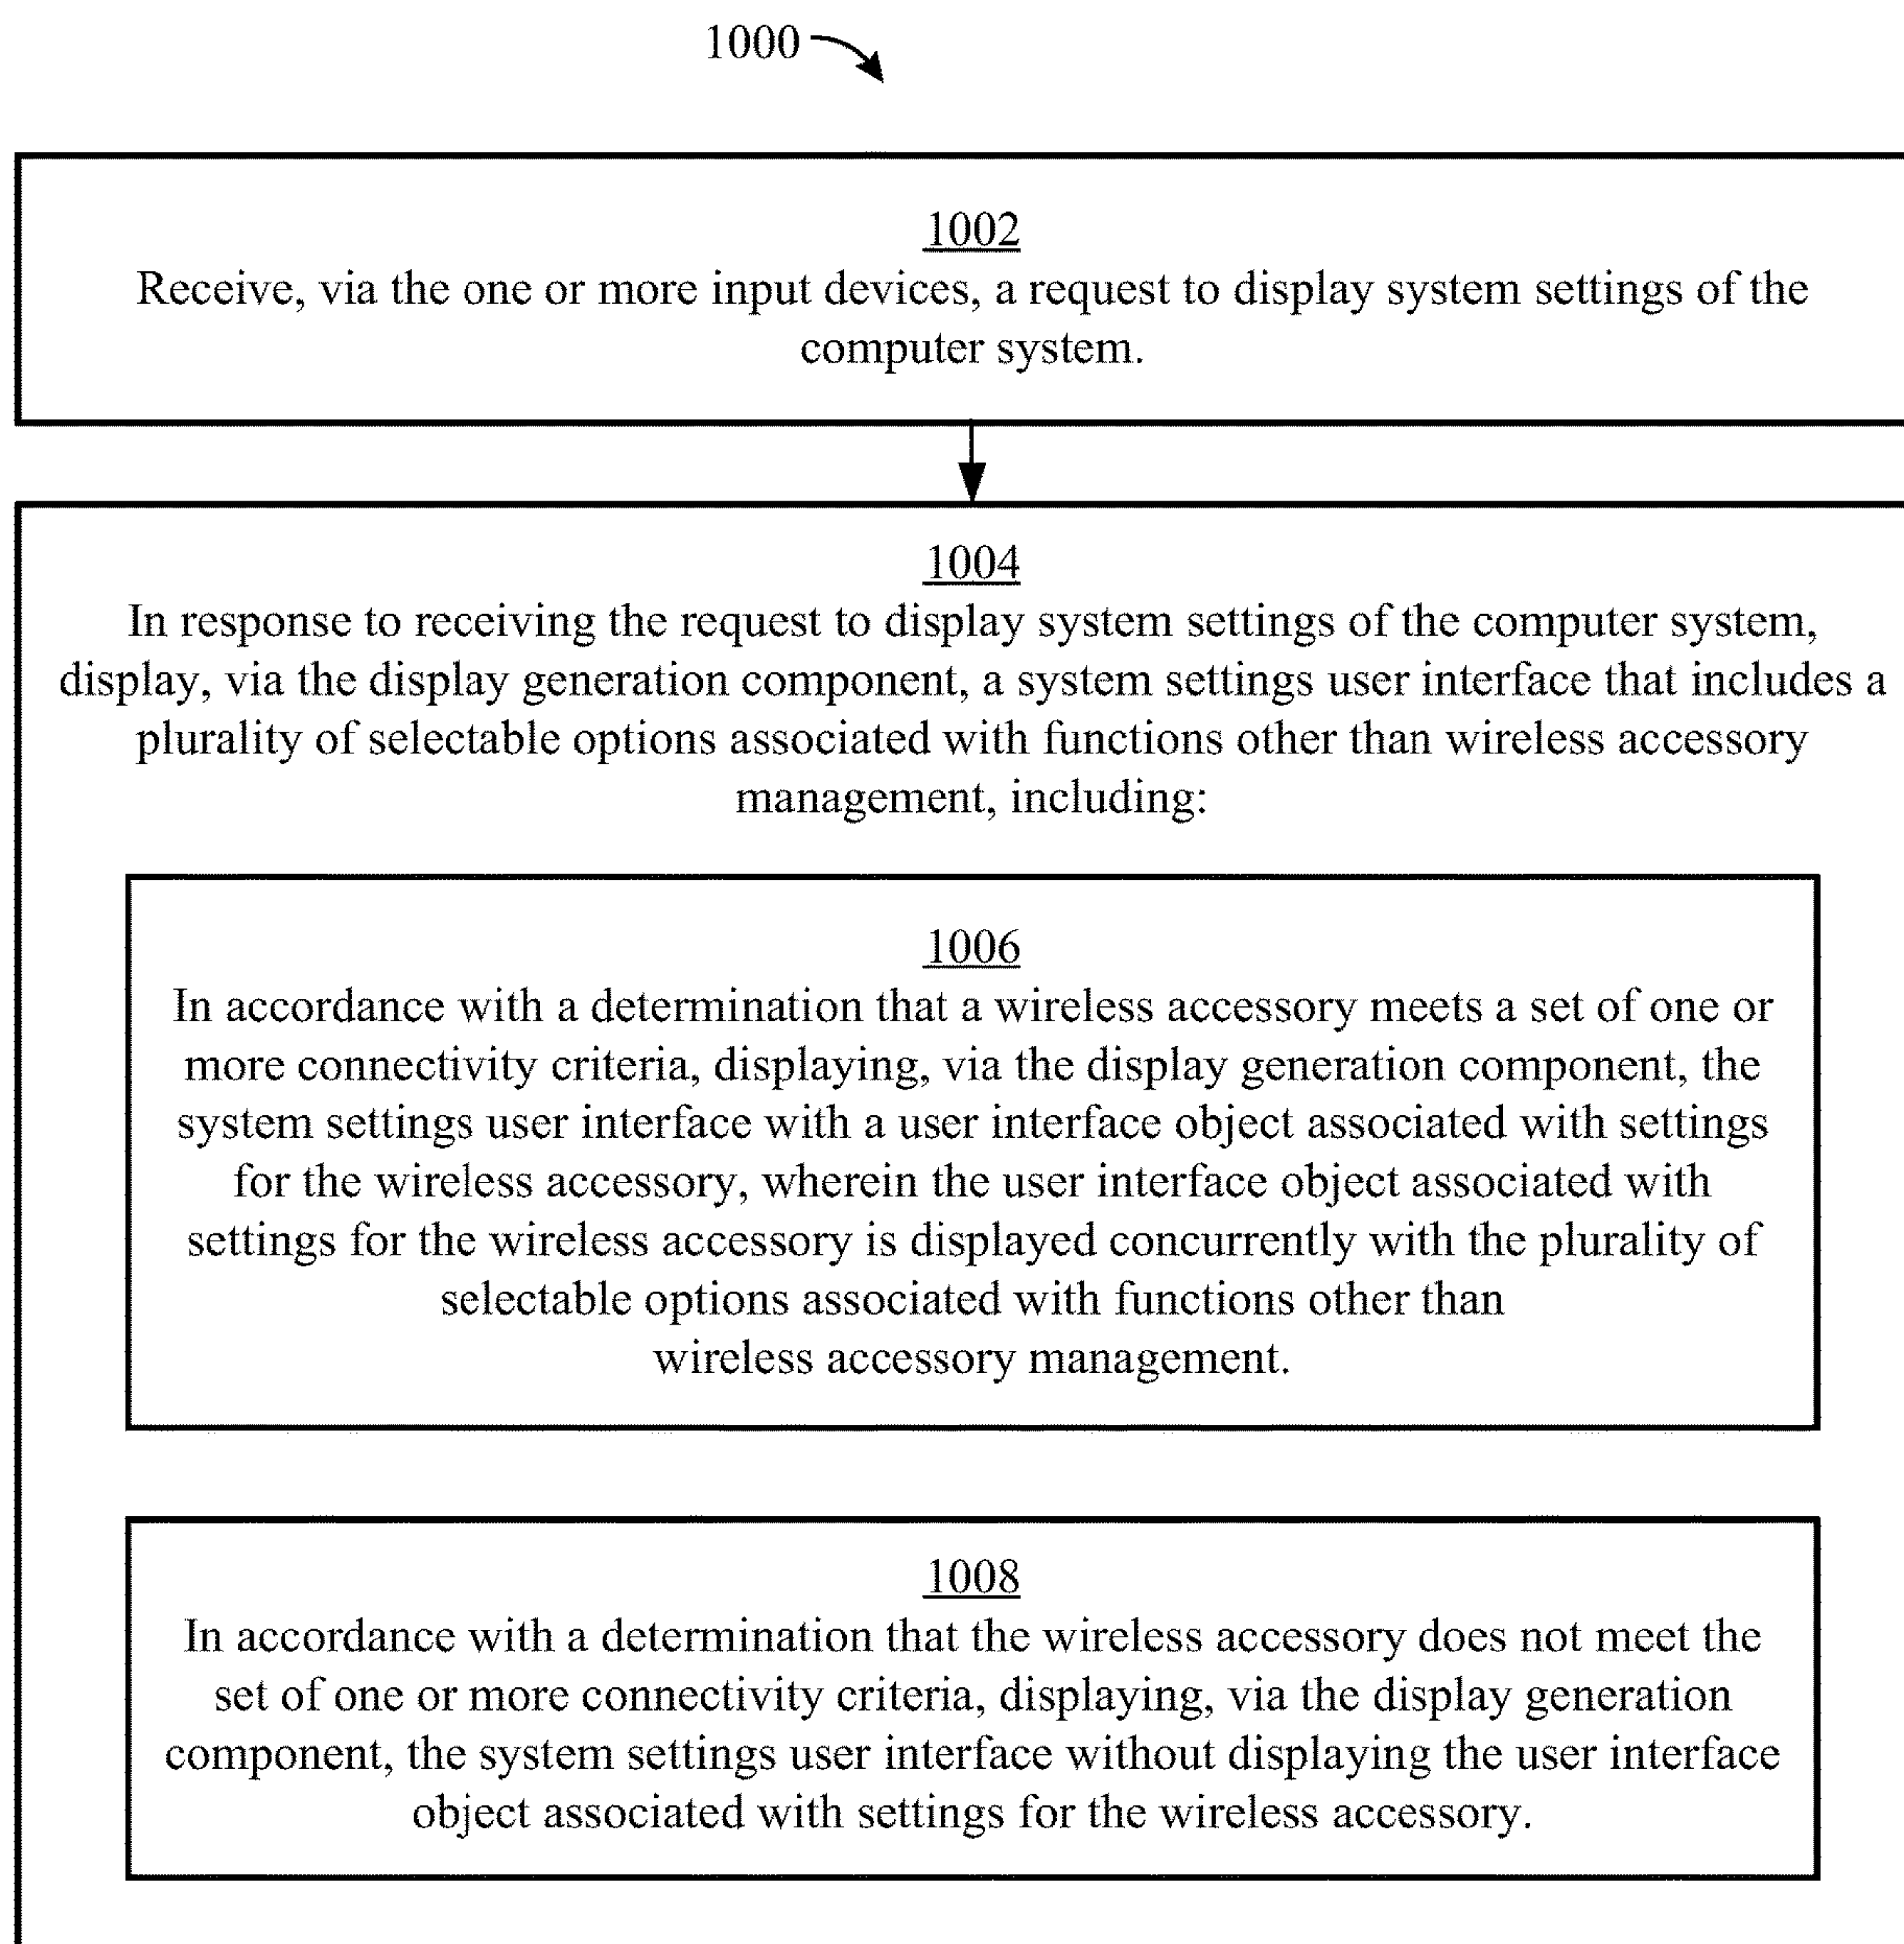 1000
1002
Receive, via the one or more input devices, a request to display system settings of the
computer system.
1004
In response to receiving the request to display system settings of the computer system,
display, via the display generation component, a system settings user interface that includes a
plurality of selectable options associated with functions other than wireless accessory
management, including:
1006
In accordance with a determination that a wireless accessory meets a set of one or
more connectivity criteria, displaying, via the display generation component, the
system settings user interface with a user interface object associated with settings
for the wireless accessory, wherein the user interface object associated with
settings for the wireless accessory is displayed concurrently with the plurality of
selectable options associated with functions other than
wireless accessory management.
1008
In accordance with a determination that the wireless accessory does not meet the
set of one or more connectivity criteria, displaying, via the display generation
component, the system settings user interface without displaying the user interface
object associated with settings for the wireless accessory.